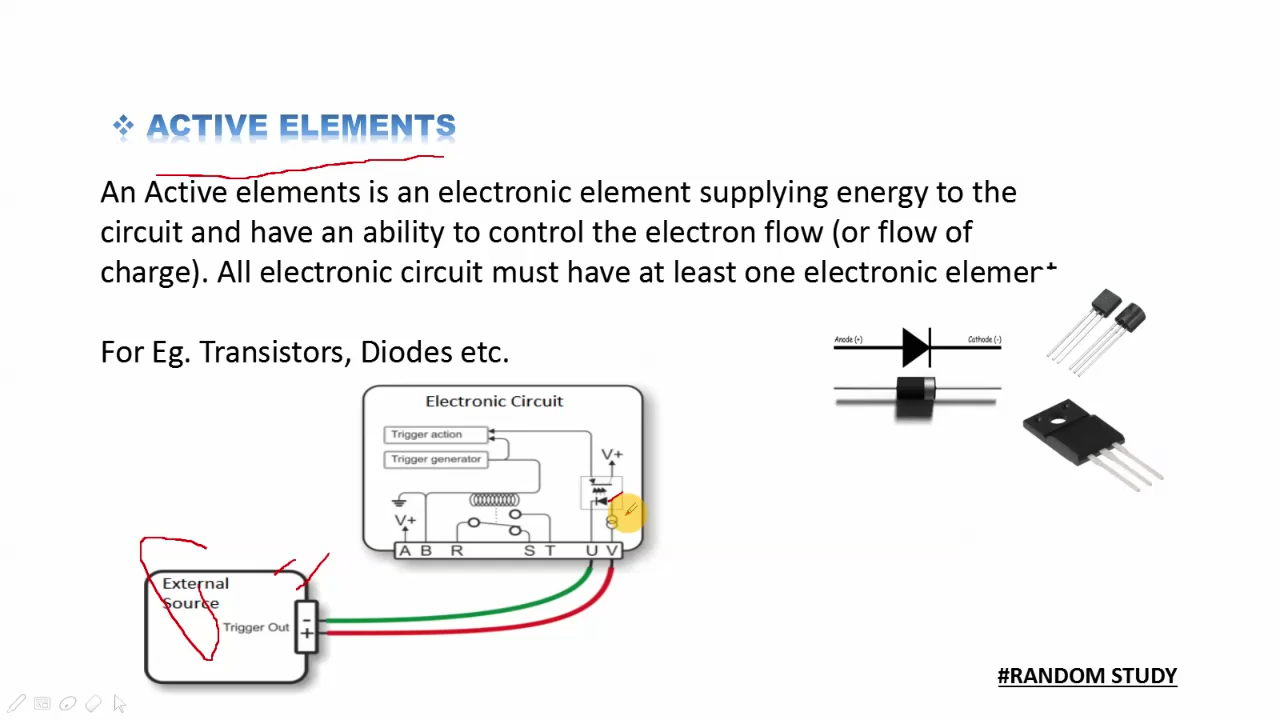 ACTIVE ELEMENTS
An Active elements is an electronic element supplying energy to the
circuit and have an ability to control the electron flow (or flow of
charge). All electronic circuit must have at least one electronic element
For Eg. Transistors, Diodes etc.
Anode (+)
Cathode (-)
Electronic Circuit
Trigger action
Trigger generator
V+
V+
A B R S T U V
External
Source
Trigger Out
-
+
#RANDOM STUDY